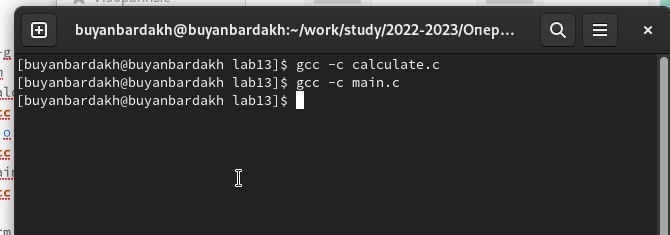 buyanbardakh@buyanbardakh:~/work/study/2022-2023/Опер...
[buyanbardakh@buyanbardakh lab13]$ gcc -c calculate.c
[buyanbardakh@buyanbardakh lab13]$ gcc -c main.c
[buyanbardakh@buyanbardakh lab13]$